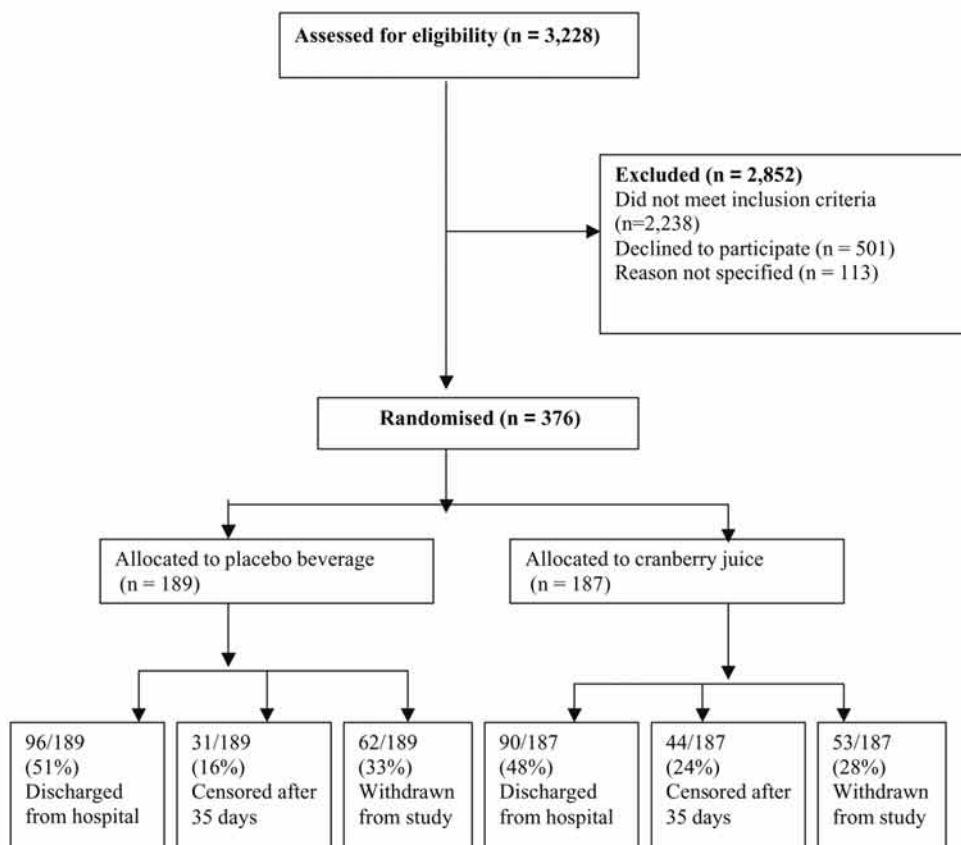 Assessed for eligibility (n = 3,228)
Excluded (n = 2,852)
Did not meet inclusion criteria
(n=2,238)
Declined to participate (n = 501)
Reason not specified (n = 113)
Randomised (n = 376)
Allocated to placebo beverage
(n = 189)
Allocated to cranberry juice
(n = 187)
96/189
(51%)
Discharged
from hospital
31/189
(16%)
Censored after
35 days
62/189
(33%)
Withdrawn
from study
90/187
(48%)
Discharged
from hospital
44/187
(24%)
Censored after
35 days
53/187
(28%)
Withdrawn
from study